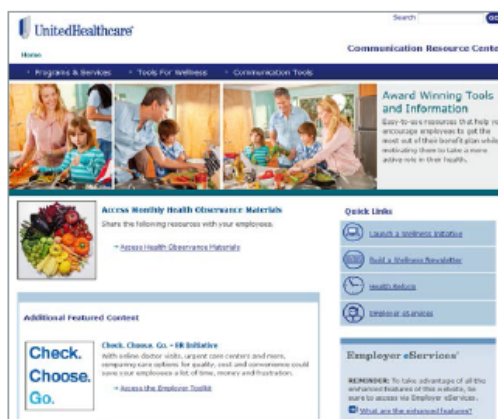 Search
GO
UnitedHealthcare®
Home
Communication Resource Cente
Programs & Services
Tools For Wellness
Communication Tools
Award Winning Tools
and Information
Easy-to-use resources that help yo
encourage employees to get the
most out of their benefit plan while
motivating them to take a more
active role in their health.
Access Monthly Health Observance Materials
Share the following resources with your employees.
Access Health Observance Materials
Quick Links
Launch a Wellness Initiative
Build a Wellness Newsletter
Employer eServices
Additional Featured Content
Check.
Choose.
Go.
Check. Choose. Go. - ER Initiative
With online doctor visits, urgent care centers and more,
comparing care options for quality, cost and convenience could
save your employees a lot of time, money and frustration.
Access the Employer Toolkit
Employer eServices®
REMINDER: To take advantage of all the
enhanced features of this website, be
sure to access via Employer eServices.
What are the enhanced features?